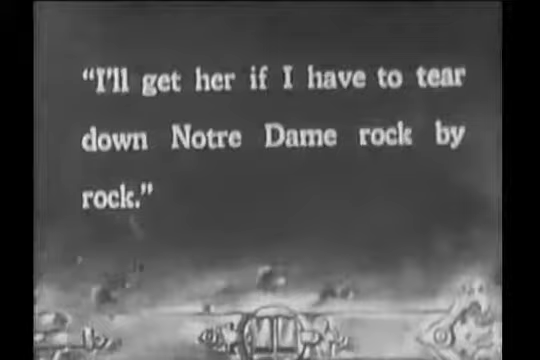 “I'll get her if I have to tear
down Notre Dame rock by
rock.”